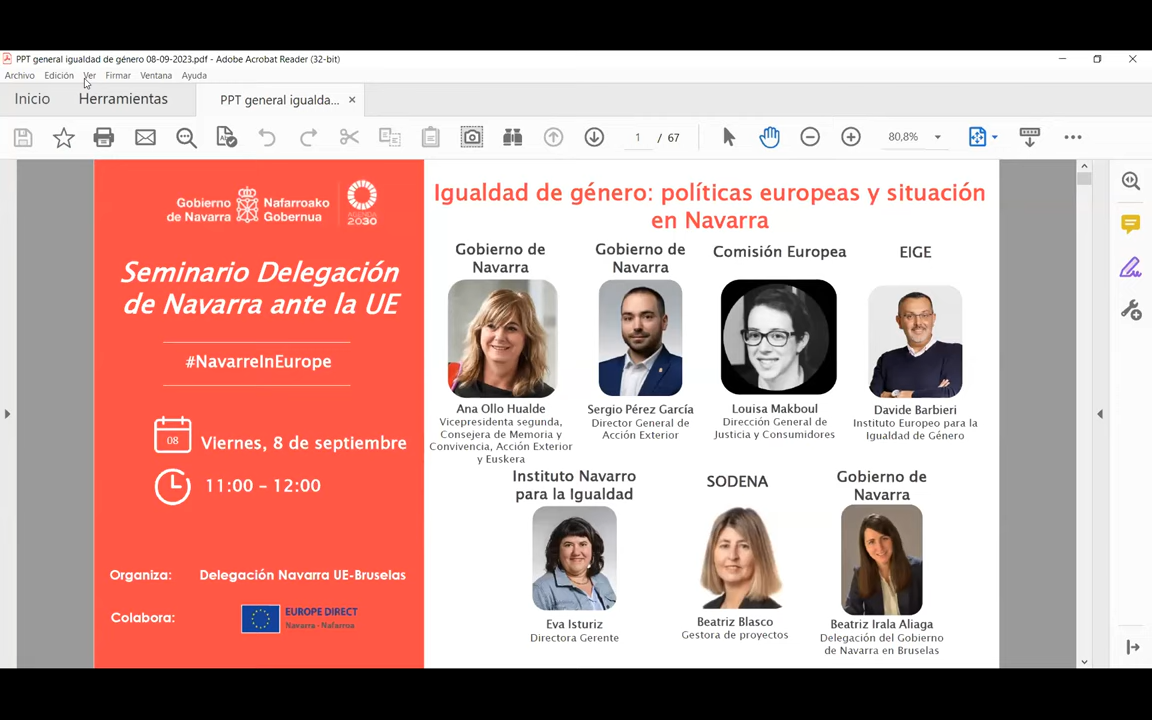 PPT general igualdad de género 08-09-2023.pdf - Adobe Acrobat Reader (32-bit)
Archivo Edición Ver Firmar Ventana Ayuda
Inicio Herramientas PPT general igualda... ×
1 / 67 80,8%
Gobierno de Navarra
Nafarroako Gobernua
AGENDA 2030
Seminario Delegación
de Navarra ante la UE
#NavarreInEurope
08
Viernes, 8 de septiembre
11:00 – 12:00
Organiza: Delegación Navarra UE-Bruselas
Colabora: EUROPE DIRECT
Navarra - Nafarroa
Igualdad de género: políticas europeas y situación
en Navarra
Gobierno de
Navarra
Ana Ollo Hualde
Vicepresidenta segunda,
Consejera de Memoria y
Convivencia, Acción Exterior
y Euskera
Gobierno de
Navarra
Sergio Pérez García
Director General de
Acción Exterior
Comisión Europea
Louisa Makboul
Dirección General de
Justicia y Consumidores
EIGE
Davide Barbieri
Instituto Europeo para la
Igualdad de Género
Instituto Navarro
para la Igualdad
Eva Isturiz
Directora Gerente
SODENA
Beatriz Blasco
Gestora de proyectos
Gobierno de
Navarra
Beatriz Irala Aliaga
Delegación del Gobierno
de Navarra en Bruselas